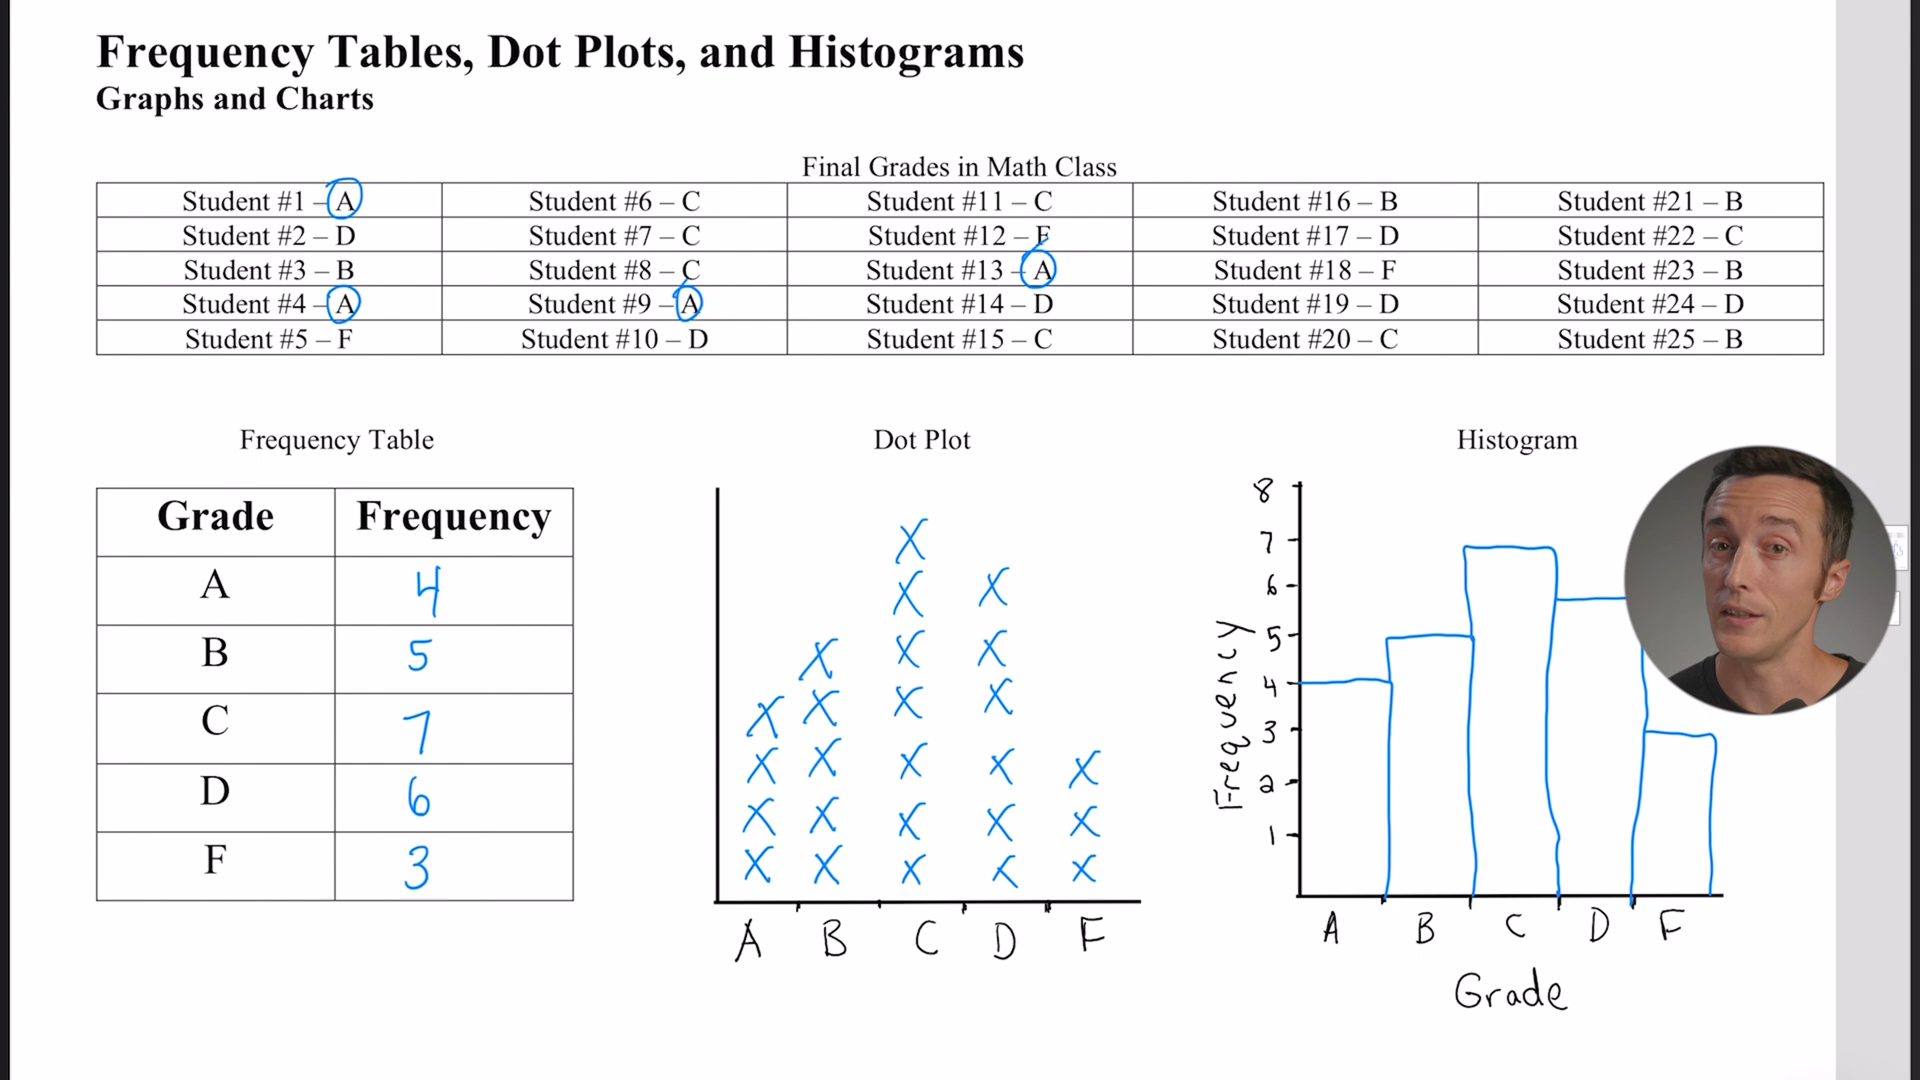 Frequency Tables, Dot Plots, and Histograms
Graphs and Charts
Final Grades in Math Class
Student #1 – A Student #6 – C Student #11 – C Student #16 – B Student #21 – B
Student #2 – D Student #7 – C Student #12 – F Student #17 – D Student #22 – C
Student #3 – B Student #8 – C Student #13 – A Student #18 – F Student #23 – B
Student #4 – A Student #9 – A Student #14 – D Student #19 – D Student #24 – D
Student #5 – F Student #10 – D Student #15 – C Student #20 – C Student #25 – B
Frequency Table
Grade Frequency
A 4
B 5
C 7
D 6
F 3
Dot Plot
X
X X
X X X
X X X X
X X X X X
X X X X X
X X X X X
A B C D F
Histogram
8
7
6
5
4
3
2
1
Frequency
A B C D F
Grade